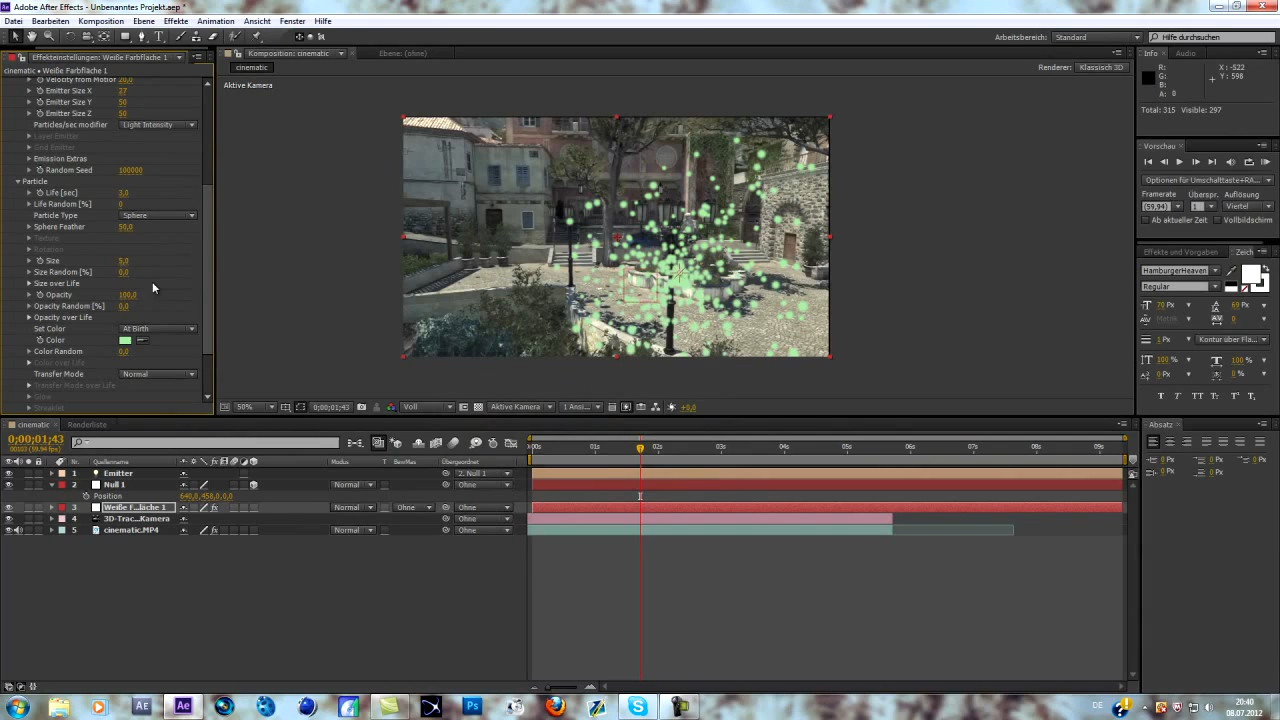 Adobe After Effects - Unbenanntes Projekt.aep *
Datei Bearbeiten Komposition Ebene Effekte Animation Ansicht Fenster Hilfe
Arbeitsbereich: Standard Hilfe durchsuchen
Effekteinstellungen: Weiße Farbfläche 1
cinematic • Weiße Farbfläche 1
Velocity from Motion 20,0
Emitter Size X 27
Emitter Size Y 50
Emitter Size Z 50
Particles/sec modifier Light Intensity
Layer Emitter
Grid Emitter
Emission Extras
Random Seed 100000
Particle
Life [sec] 3,0
Life Random [%] 0
Particle Type Sphere
Sphere Feather 50,0
Texture
Rotation
Size 5,0
Size Random [%] 0,0
Size over Life
Opacity 100,0
Opacity Random [%] 0,0
Opacity over Life
Set Color At Birth
Color
Color Random 0,0
Color over Life
Transfer Mode Normal
Transfer Mode over Life
Glow
Streaklet
Komposition: cinematic Ebene: (ohne)
cinematic Renderer: Klassisch 3D
Aktive Kamera
50% 0;00;01;43 Voll Aktive Kamera 1 Ansi... +0,0
Info Audio
R: X : -522
G: Y : 598
B:
A: 0
Total: 315 Visible: 297
Vorschau
Optionen für Umschalttaste+RA...
Framerate Überspr. Auflösung
(59,94) 1 Viertel
Ab aktueller Zeit Vollbildschirm
Effekte und Vorgaben Zeich
HamburgerHeaven
Regular
70 Px 69 Px
Metrik 0
1 Px Kontur über Flä...
100 % 100 %
0 Px 0 %
T T TT Tt T¹ T₁
Absatz
0 Px 0 Px 0 Px
0 Px 0 Px
cinematic Renderliste
0;00;01;43
00103 (59.94 fps)
Nr. Quellenname Modus T BewMas Übergeordnet
:00s 01s 02s 03s 04s 05s 06s 07s 08s 09s
1 Emitter 2. Null 1
2 Null 1 Normal Ohne
Position 640,0,458,0,0,0
3 Weiße F...läche 1 Normal Ohne Ohne
4 3D-Trac...Kamera Ohne
5 cinematic.MP4 Normal Ohne
DE 20:40
08.07.2012